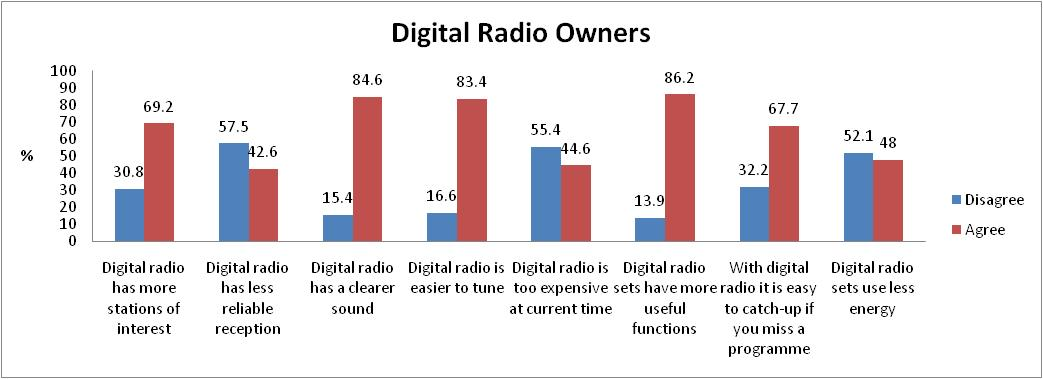 Digital Radio Owners
100
90
80
70
60
50
40
30
20
10
0
%
30.8
69.2
57.5
42.6
15.4
84.6
16.6
83.4
55.4
44.6
13.9
86.2
32.2
67.7
52.1
48
Disagree
Agree
Digital radio
has more
stations of
interest
Digital radio
has less
reliable
reception
Digital radio
has a clearer
sound
Digital radio is
easier to tune
Digital radio is
too expensive
at current time
Digital radio
sets have more
useful
functions
With digital
radio it is easy
to catch-up if
you miss a
programme
Digital radio
sets use less
energy